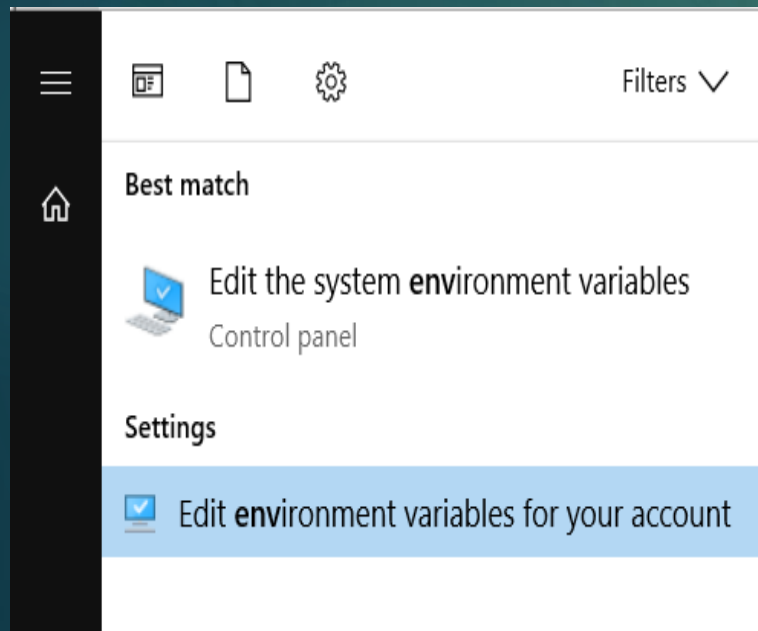 Filters
Best match
Edit the system environment variables
Control panel
Settings
Edit environment variables for your account